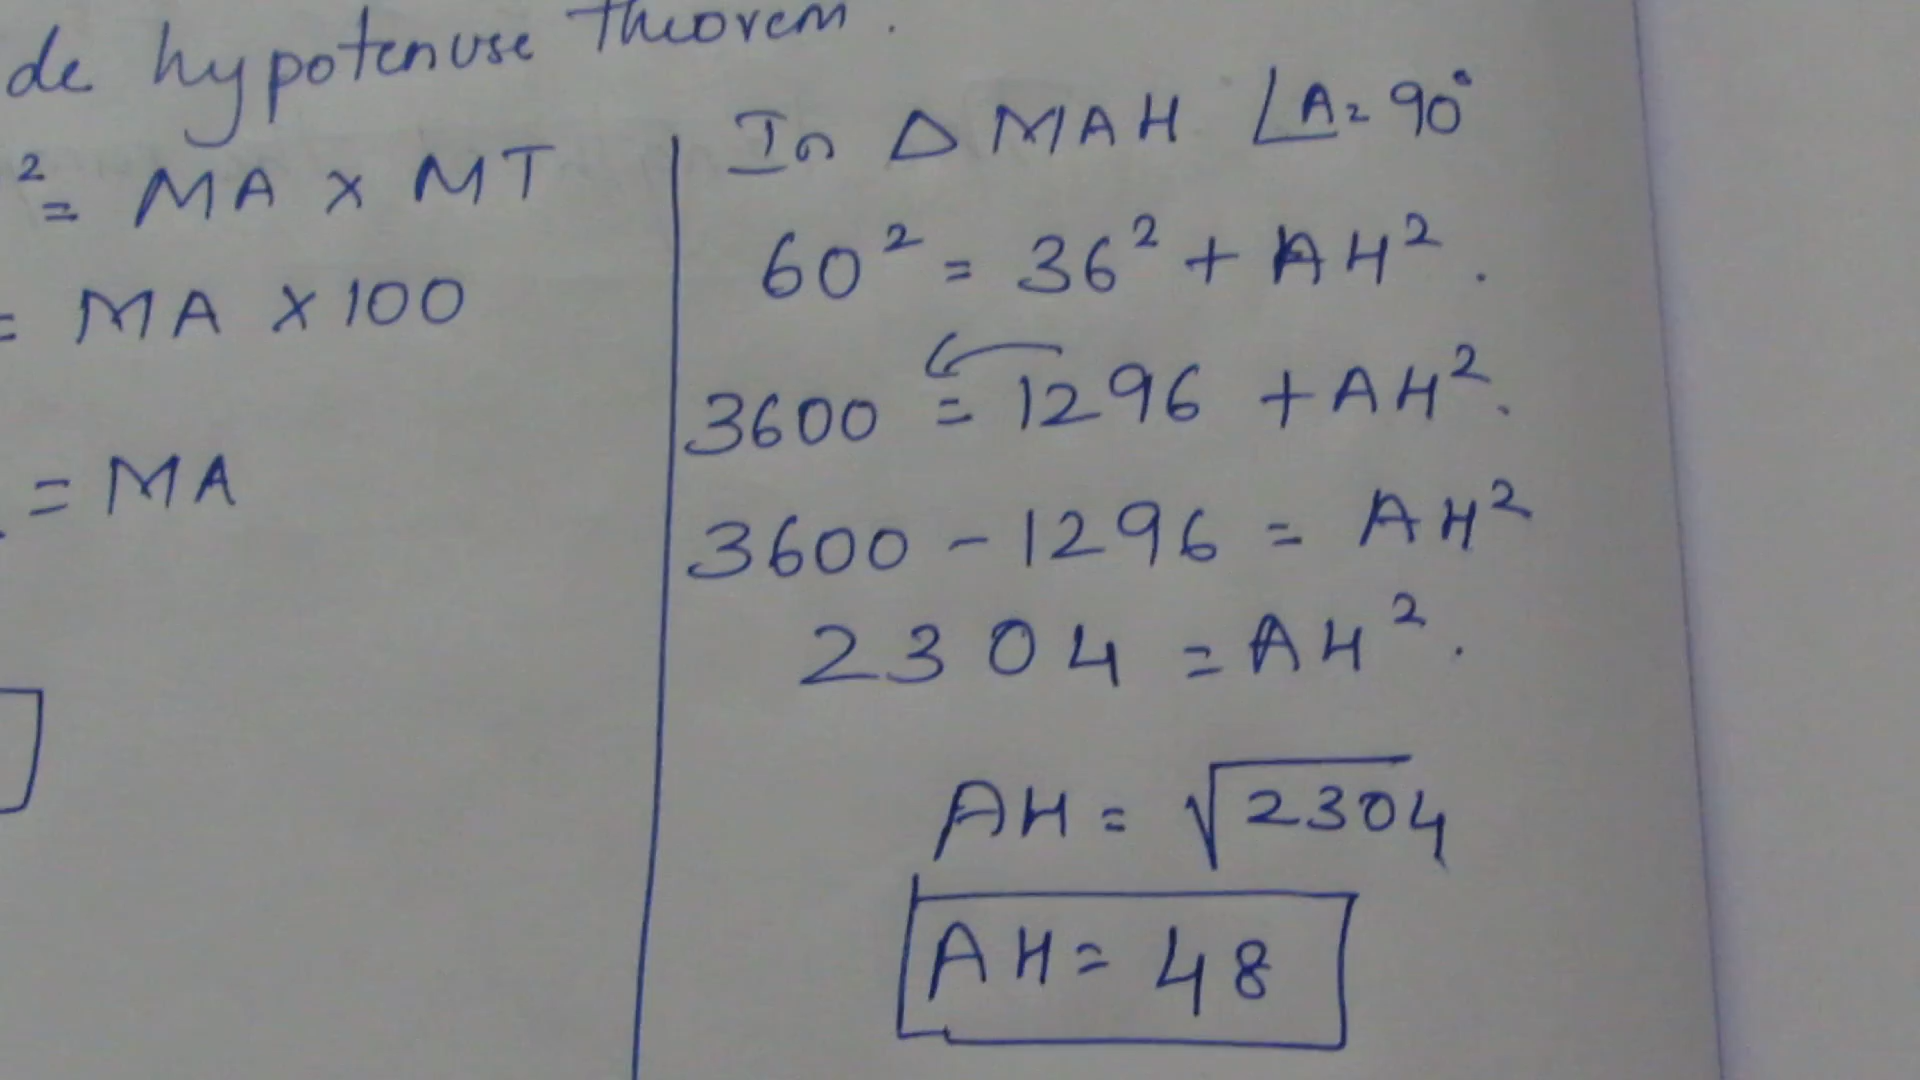 de hypotenuse theorem.
² = MA × MT
= MA × 100
= MA
In △ MAH ∠A = 90°
60² = 36² + AH².
3600 = 1296 + AH².
3600 - 1296 = AH²
2304 = AH².
AH = √2304
AH = 48